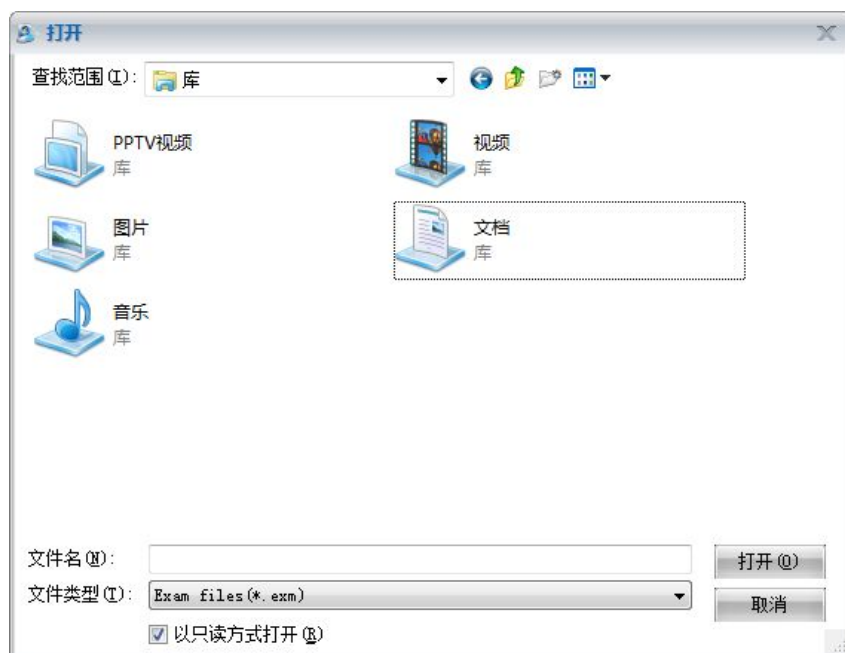 打开
查找范围(I): 库
PPTV视频
库
视频
库
图片
库
文档
库
音乐
库
文件名(N):
打开(O)
文件类型(T): Exam files(*.exm)
取消
以只读方式打开(R)